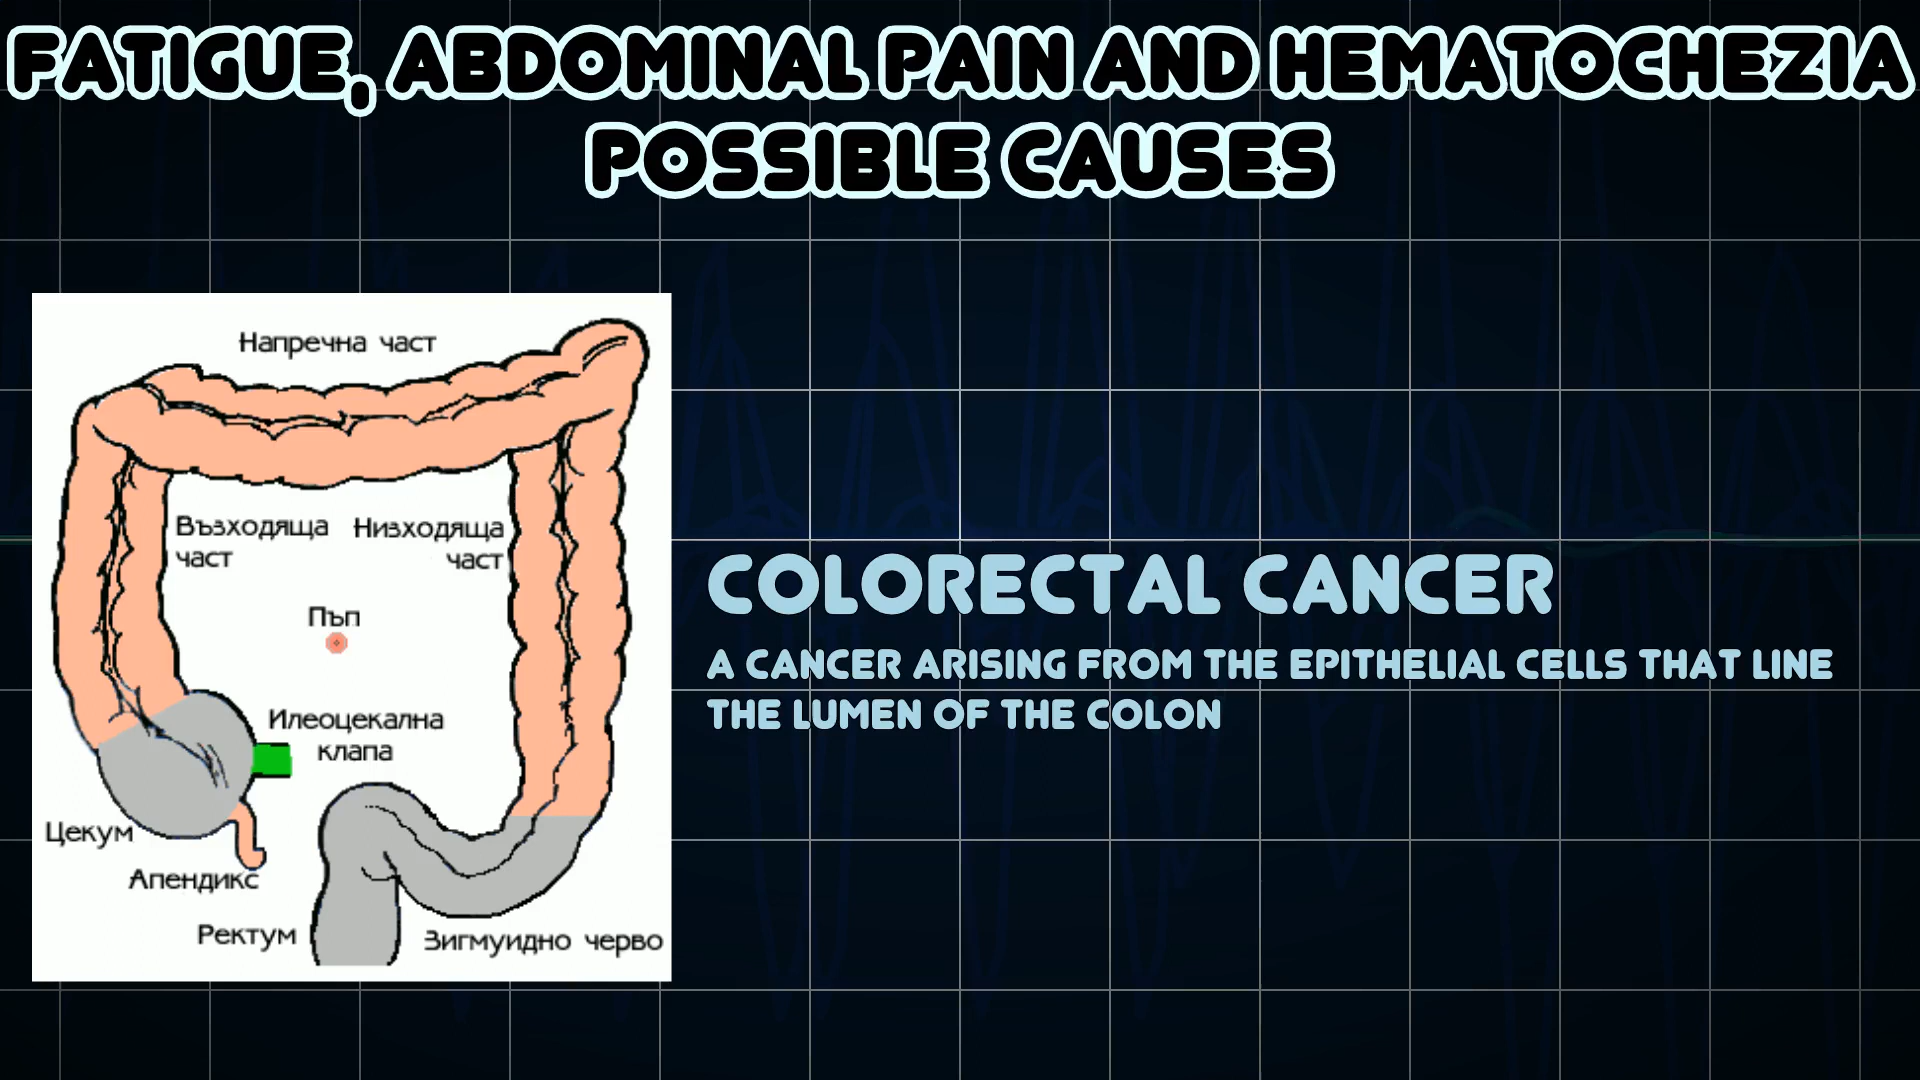 FATIGUE, ABDOMINAL PAIN AND HEMATOCHEZIA
POSSIBLE CAUSES
Напречна част
Възходяща
част
Низходяща
част
Пъп
Илеоцекална
клапа
Цекум
Апендикс
Ректум
Зигмуидно черво
COLORECTAL CANCER
A CANCER ARISING FROM THE EPITHELIAL CELLS THAT LINE
THE LUMEN OF THE COLON